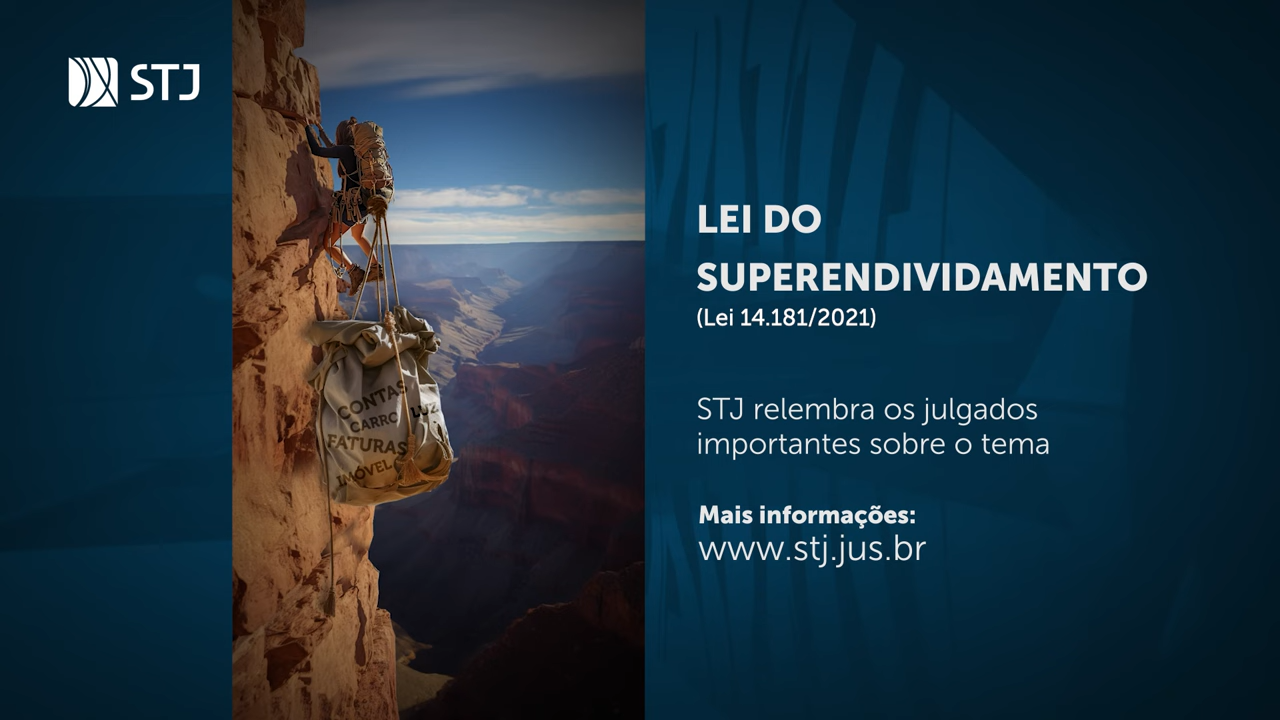 STJ
CONTAS
CARRO LUZ
FATURAS
IMÓVEL
LEI DO
SUPERENDIVIDAMENTO
(Lei 14.181/2021)
STJ relembra os julgados
importantes sobre o tema
Mais informações:
www.stj.jus.br